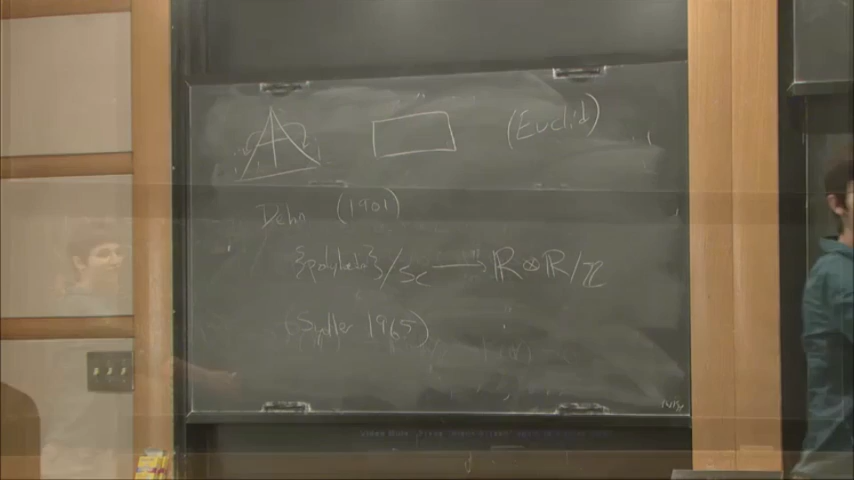 (Euclid)
Dehn (1901)
{polyhedra}/sc → ℝ⊗ℝ/ℤ
(Sydler 1965)